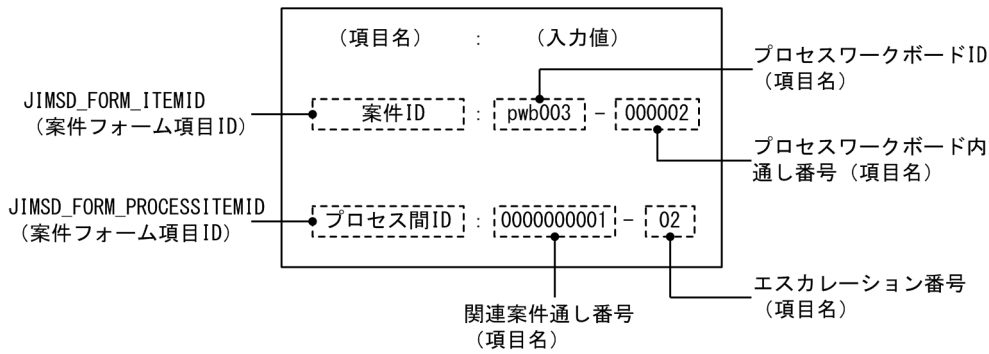 （項目名） ： （入力値）
プロセスワークボードID
（項目名）
JIMSD_FORM_ITEMID
（案件フォーム項目ID）
案件ID ： pwb003 － 000002
プロセスワークボード内
通し番号（項目名）
JIMSD_FORM_PROCESSITEMID
（案件フォーム項目ID）
プロセス間ID ： 0000000001 － 02
エスカレーション番号
（項目名）
関連案件通し番号
（項目名）